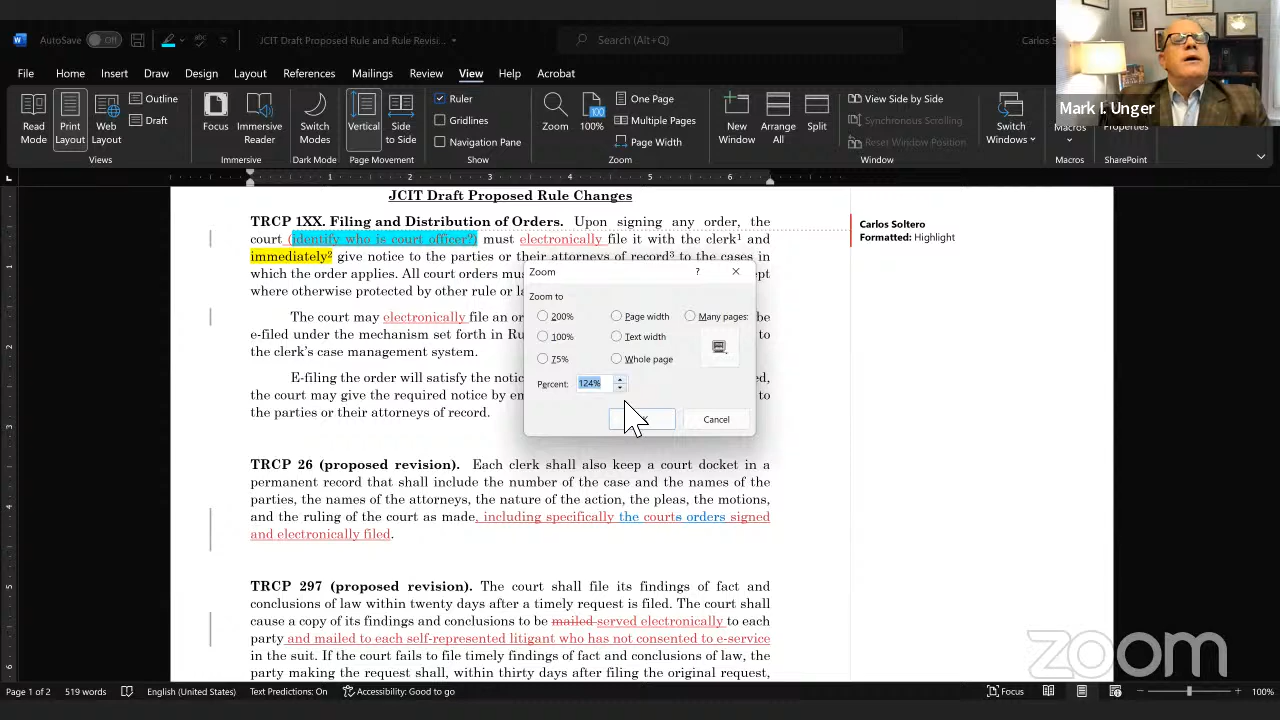 AutoSave Off JCIT Draft Proposed Rule and Rule Revisi... Search (Alt+Q) Carlos S
File Home Insert Draw Design Layout References Mailings Review View Help Acrobat
Mark I. Unger
Read Mode Print Layout Web Layout Outline Draft Focus Immersive Reader Switch Modes Vertical Side to Side Ruler Gridlines Navigation Pane Zoom 100% One Page Multiple Pages Page Width New Window Arrange All Split View Side by Side Synchronous Scrolling Reset Window Position Switch Windows Macros Properties
Views Immersive Dark Mode Page Movement Show Zoom Window Macros SharePoint
1 2 3 4 5 6 7
JCIT Draft Proposed Rule Changes
TRCP 1XX. Filing and Distribution of Orders. Upon signing any order, the
court (identify who is court officer?) must electronically file it with the clerk¹ and
immediately² give notice to the parties or their attorneys of record³ to the cases in
which the order applies. All court orders mus ept
where otherwise protected by other rule or la
The court may electronically file an or be
e-filed under the mechanism set forth in Ru to
the clerk's case management system.
E-filing the order will satisfy the notic ed,
the court may give the required notice by em to
the parties or their attorneys of record.
TRCP 26 (proposed revision). Each clerk shall also keep a court docket in a
permanent record that shall include the number of the case and the names of the
parties, the names of the attorneys, the nature of the action, the pleas, the motions,
and the ruling of the court as made, including specifically the courts orders signed
and electronically filed.
TRCP 297 (proposed revision). The court shall file its findings of fact and
conclusions of law within twenty days after a timely request is filed. The court shall
cause a copy of its findings and conclusions to be mailed served electronically to each
party and mailed to each self-represented litigant who has not consented to e-service
in the suit. If the court fails to file timely findings of fact and conclusions of law, the
party making the request shall, within thirty days after filing the original request,
Carlos Soltero
Formatted: Highlight
Zoom ?
Zoom to
200% Page width Many pages:
100% Text width
75% Whole page
Percent: 124%
Cancel
zoom
Page 1 of 2 519 words English (United States) Text Predictions: On Accessibility: Good to go Focus 100%